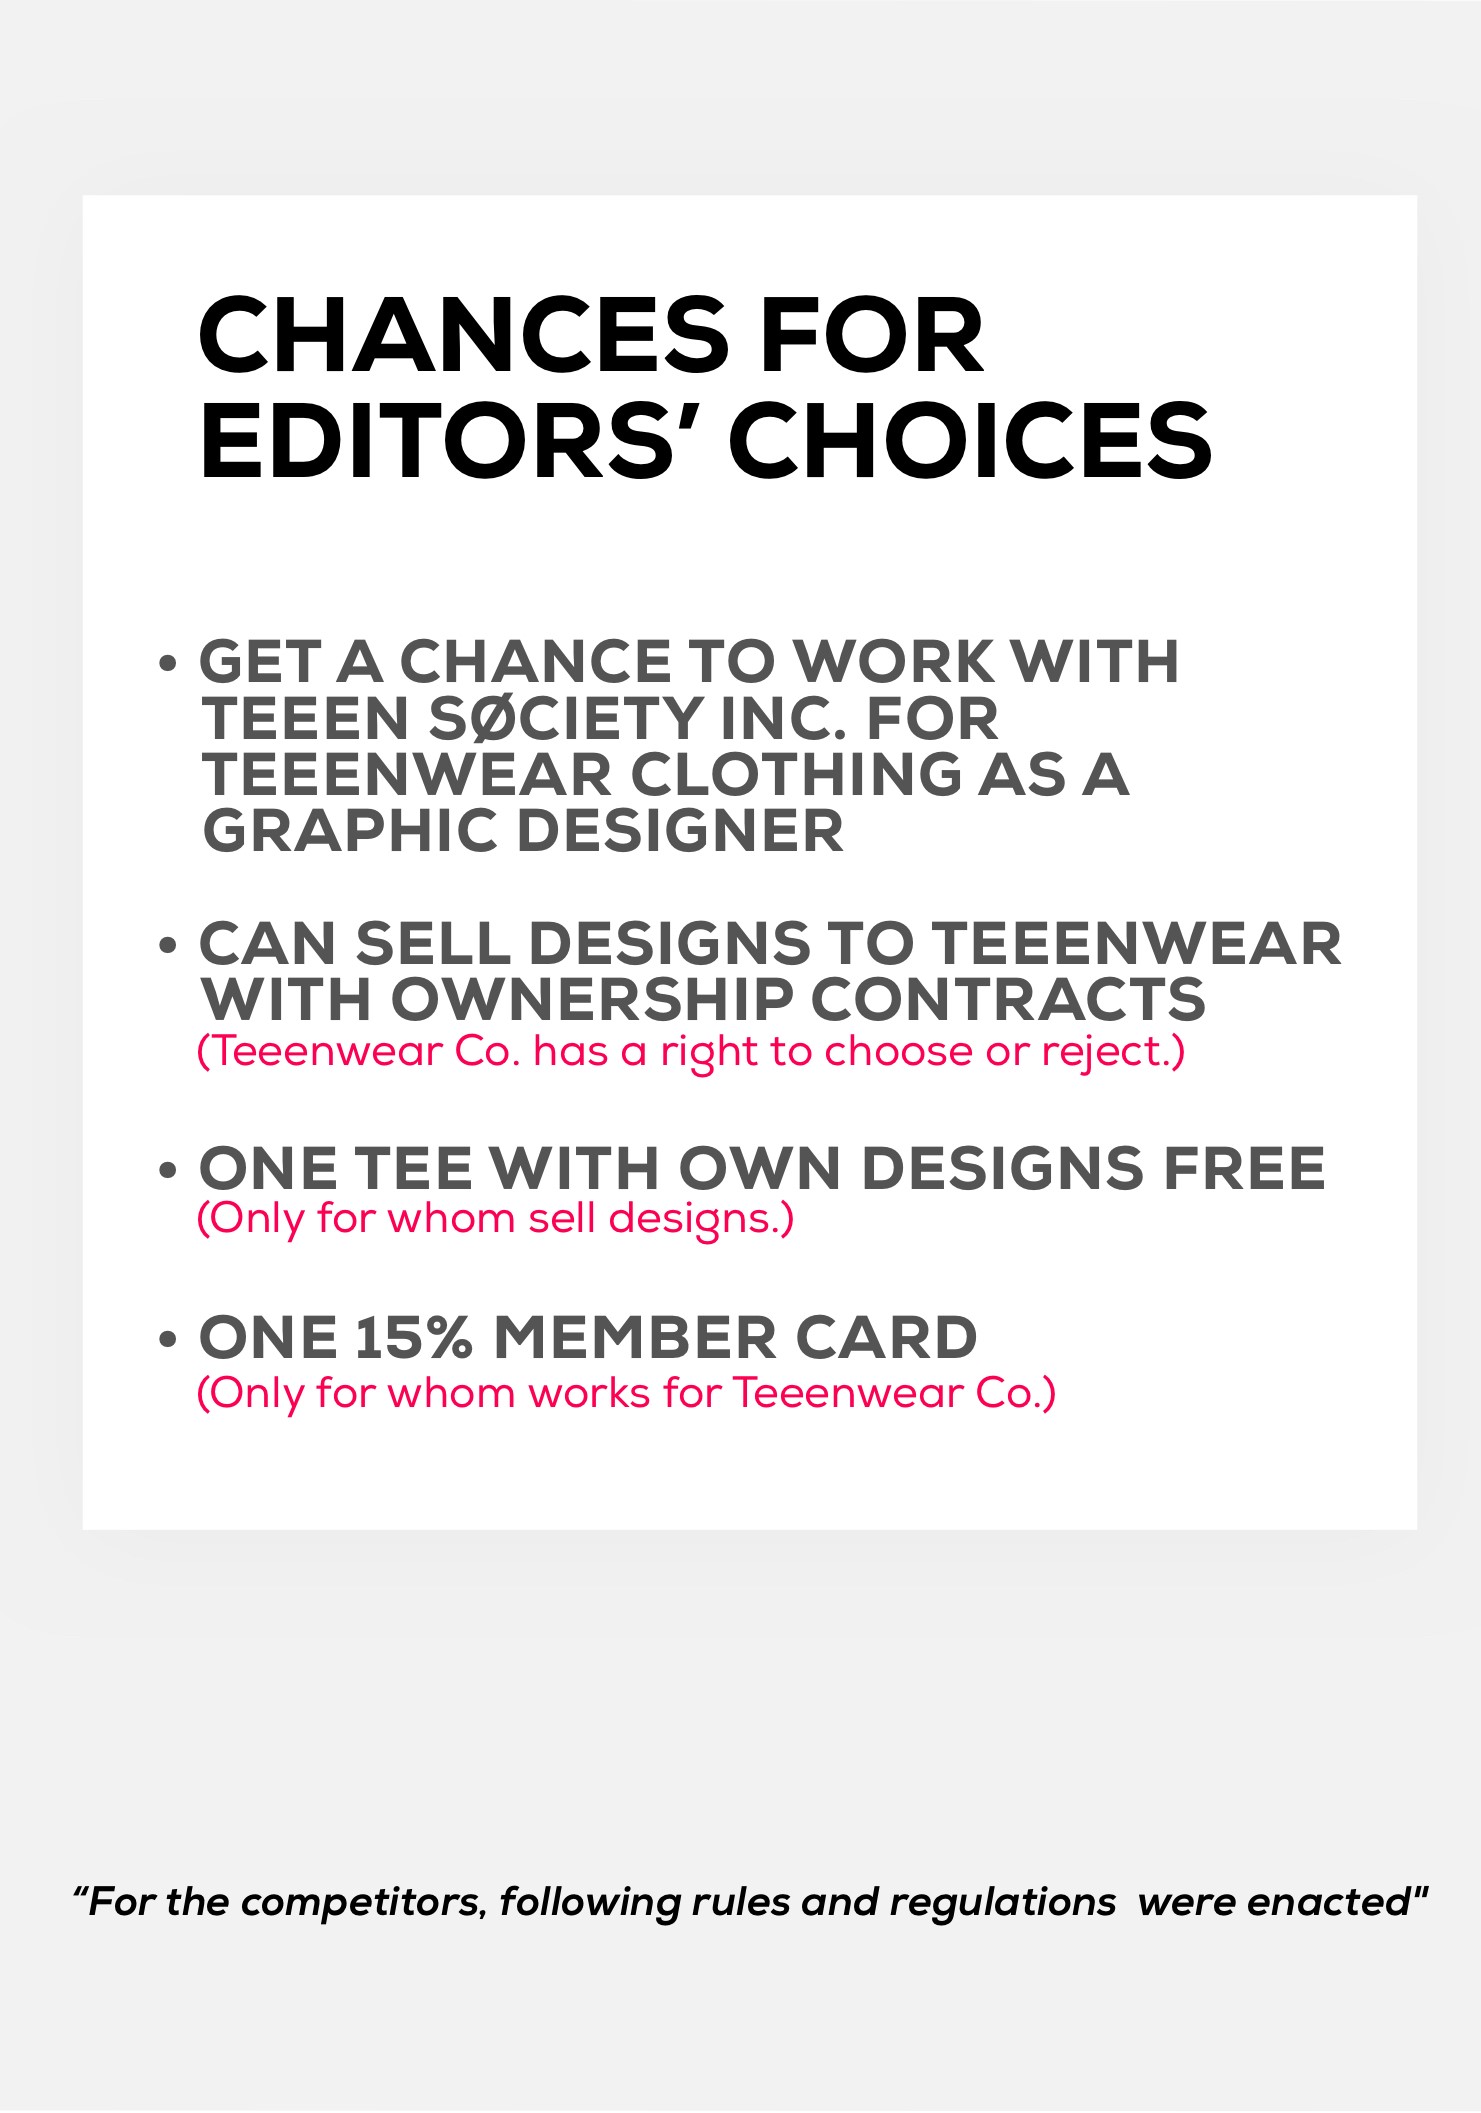 CHANCES FOR
EDITORS’ CHOICES
• GET A CHANCE TO WORK WITH
TEEEN SØCIETY INC. FOR
TEEENWEAR CLOTHING AS A
GRAPHIC DESIGNER
• CAN SELL DESIGNS TO TEEENWEAR
WITH OWNERSHIP CONTRACTS
(Teeenwear Co. has a right to choose or reject.)
• ONE TEE WITH OWN DESIGNS FREE
(Only for whom sell designs.)
• ONE 15% MEMBER CARD
(Only for whom works for Teeenwear Co.)
“For the competitors, following rules and regulations  were enacted"